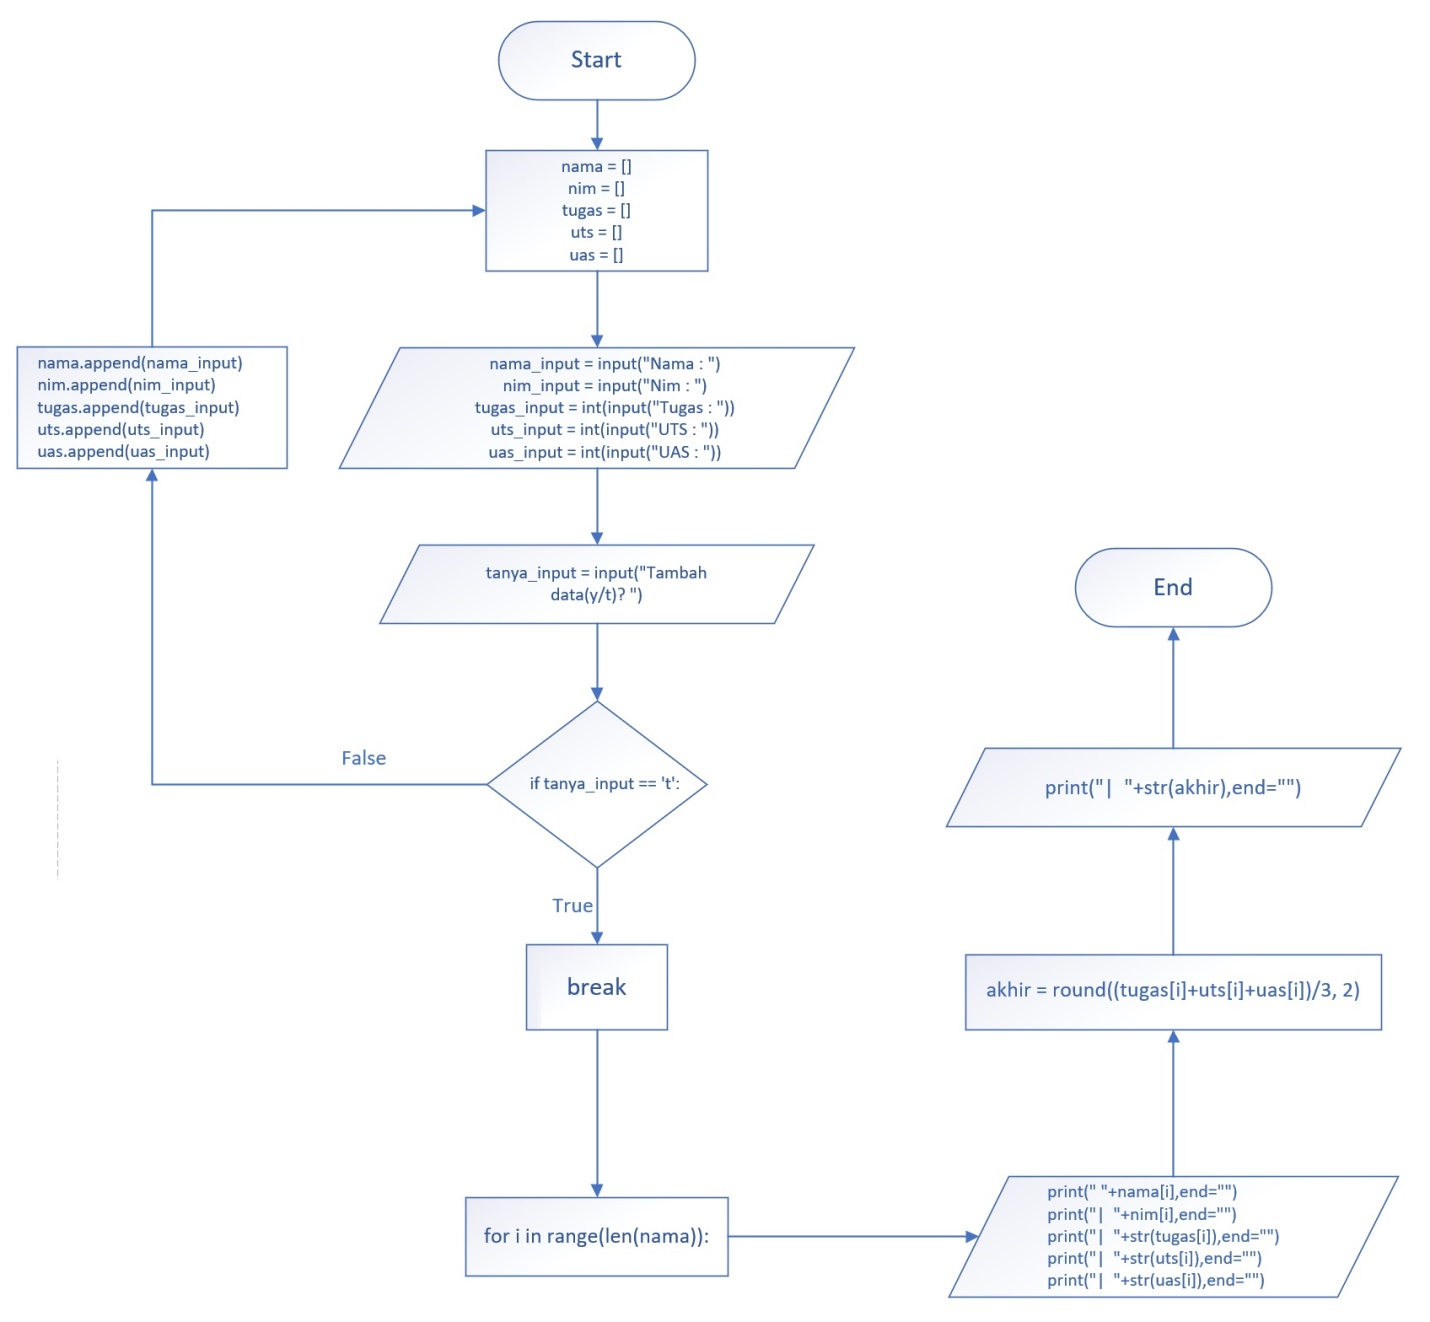 Start
nama = []
nim = []
tugas = []
uts = []
uas = []
nama.append(nama_input)
nim.append(nim_input)
tugas.append(tugas_input)
uts.append(uts_input)
uas.append(uas_input)
nama_input = input("Nama : ")
nim_input = input("Nim : ")
tugas_input = int(input("Tugas : "))
uts_input = int(input("UTS : "))
uas_input = int(input("UAS : "))
tanya_input = input("Tambah
data(y/t)? ")
if tanya_input == 't':
False
True
break
for i in range(len(nama)):
print(" "+nama[i],end="")
print("|  "+nim[i],end="")
print("|  "+str(tugas[i]),end="")
print("|  "+str(uts[i]),end="")
print("|  "+str(uas[i]),end="")
akhir = round((tugas[i]+uts[i]+uas[i])/3, 2)
print("|  "+str(akhir),end="")
End